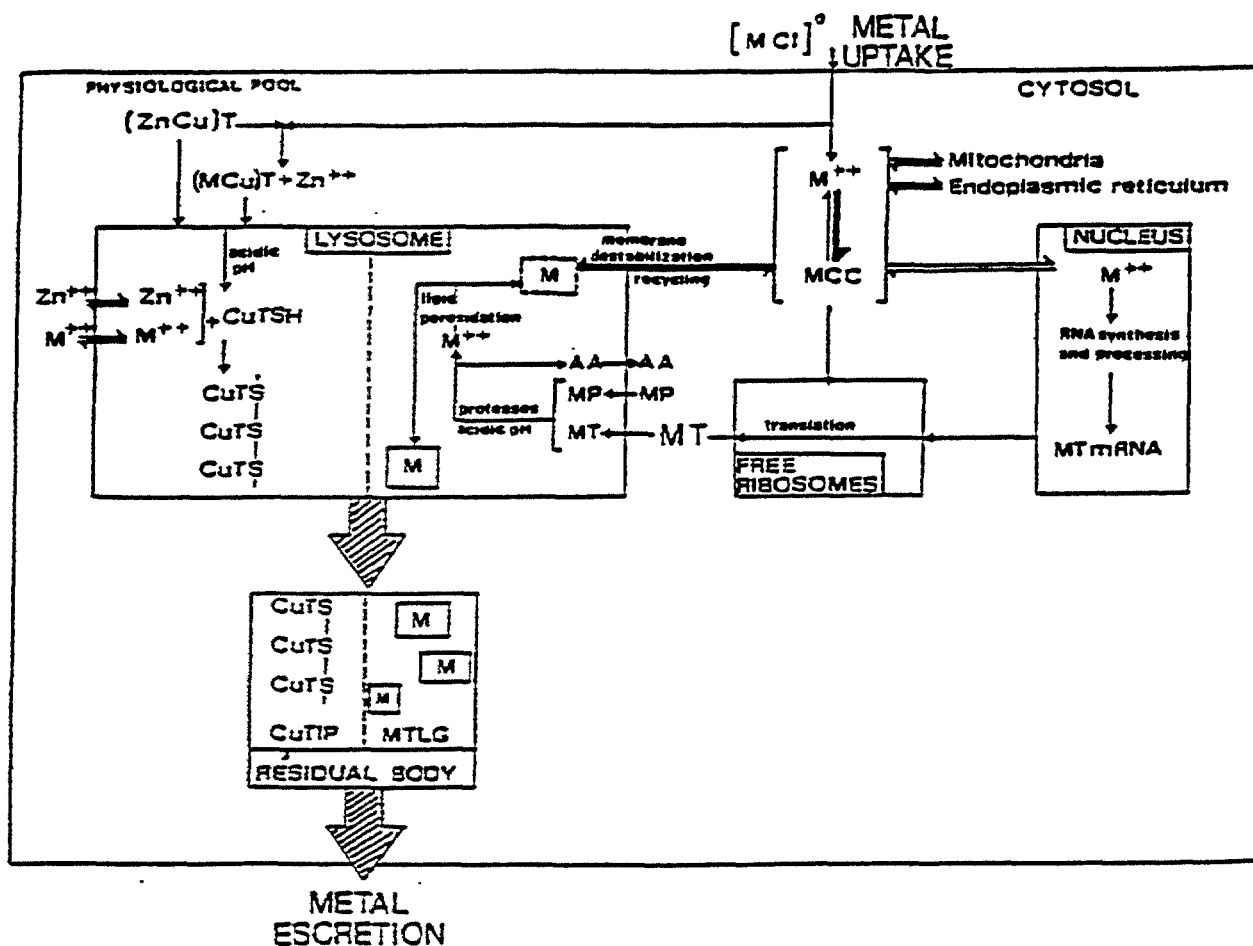 [MCl]° METAL
UPTAKE
PHYSIOLOGICAL POOL
CYTOSOL
(ZnCu)T
(MCu)T+Zn++
M++
Mitochondria
Endoplasmic reticulum
LYSOSOME
NUCLEUS
acidic
pH
membrane
destabilization
recycling
M
MCC
M++
Zn++ Zn++
M++ M++
+CuTSH
lipid
peroxidation
M++
RNA synthesis
and processing
AA AA
MP MP
MT MT
proteases
acidic pH
translation
MTmRNA
CuTS
CuTS
CuTS
M
FREE
RIBOSOMES
CuTS
CuTS
CuTS
M
M
M
CuTIP MTLG
RESIDUAL BODY
METAL
ESCRETION